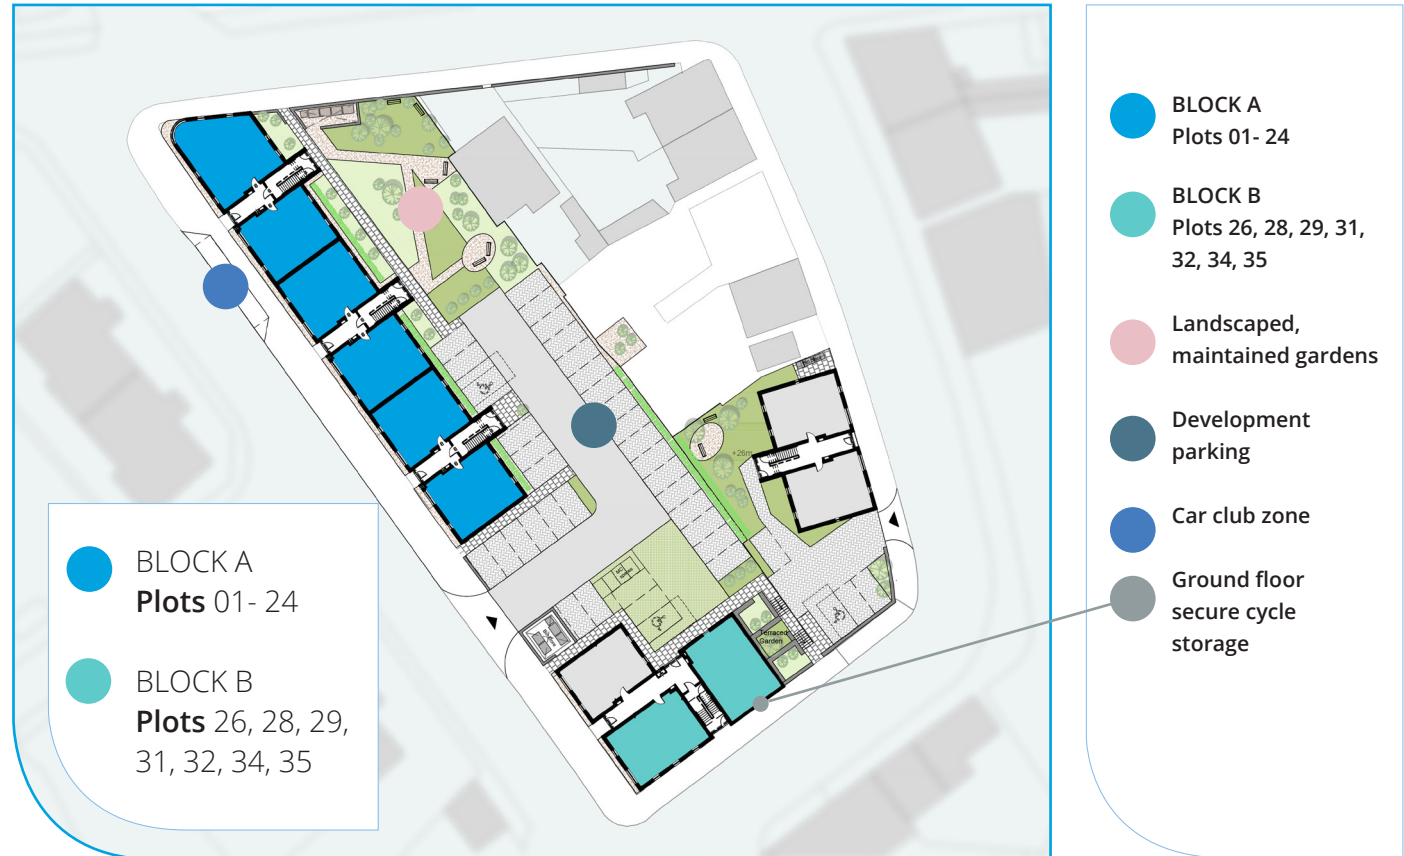 BLOCK A
Plots 01- 24
BLOCK B
Plots 26, 28, 29,
31, 32, 34, 35
+26m
Terraced
Garden
BLOCK A
Plots 01- 24
BLOCK B
Plots 26, 28, 29, 31,
32, 34, 35
Landscaped,
maintained gardens
Development
parking
Car club zone
Ground floor
secure cycle
storage